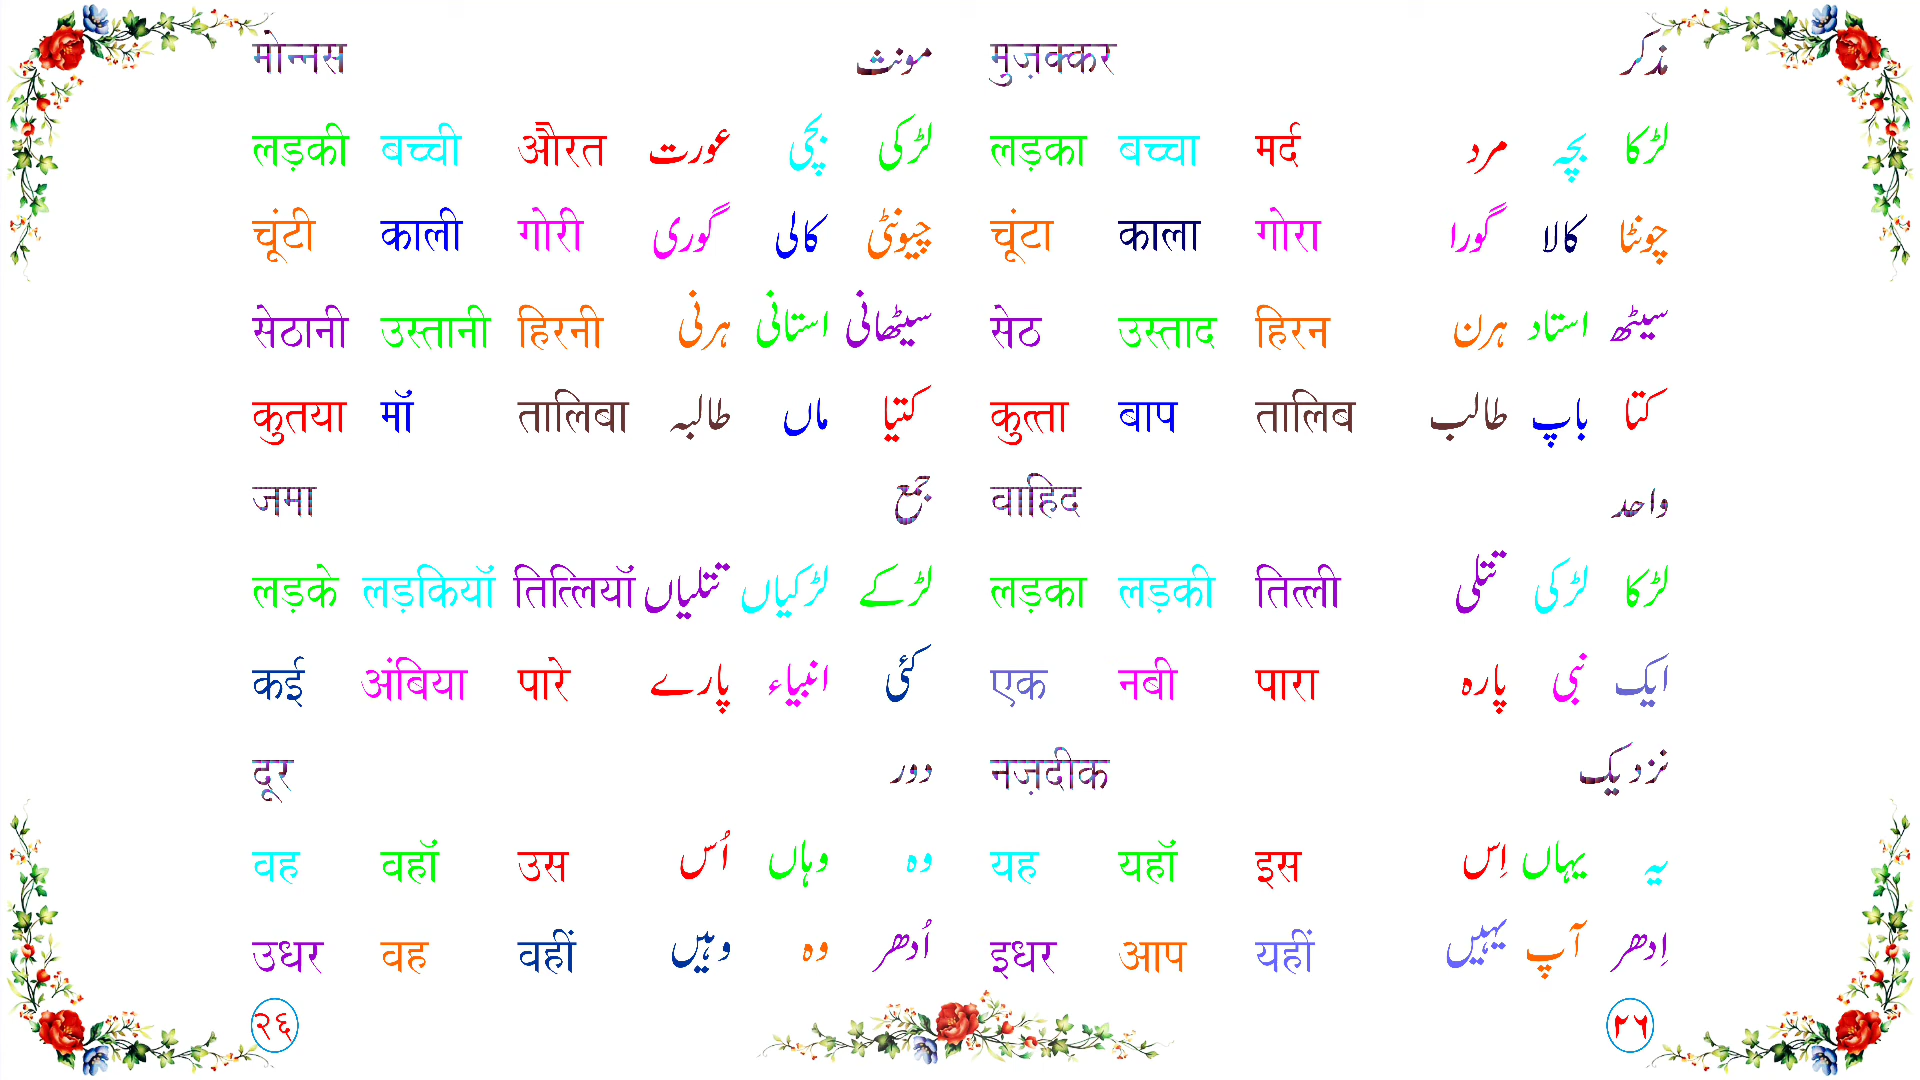 मोन्नस مونث मुज़क्कर مذکر
लड़की बच्ची औरत عورت بچی لڑکی लड़का बच्चा मर्द مرد بچہ لڑکا
चूंटी काली गोरी گوری کالی چیونٹی चूंटा काला गोरा گورا کالا چونٹا
सेठानी उस्तानी हिरनी ہرنی استانی سیٹھانی सेठ उस्ताद हिरन ہرن استاد سیٹھ
कुतया मॉ तालिबा طالبہ ماں کتیا कुत्ता बाप तालिब طالب باپ کتا
जमा جمع वाहिद واحد
लड़के लड़कियॉ तित्लियॉ تتلیاں لڑکیاں لڑکے लड़का लड़की तित्ली تتلی لڑکی لڑکا
कई अंबिया पारे پارے انبیاء کئی एक नबी पारा پارہ نبی ایک
दूर دور नज़दीक نزدیک
वह वहॉ उस اُس وہاں وہ यह यहॉ इस اِس یہاں یہ
उधर वह वहीं وہیں وہ اُدھر इधर आप यहीं یہیں آپ اِدھر
२६ ٢٦